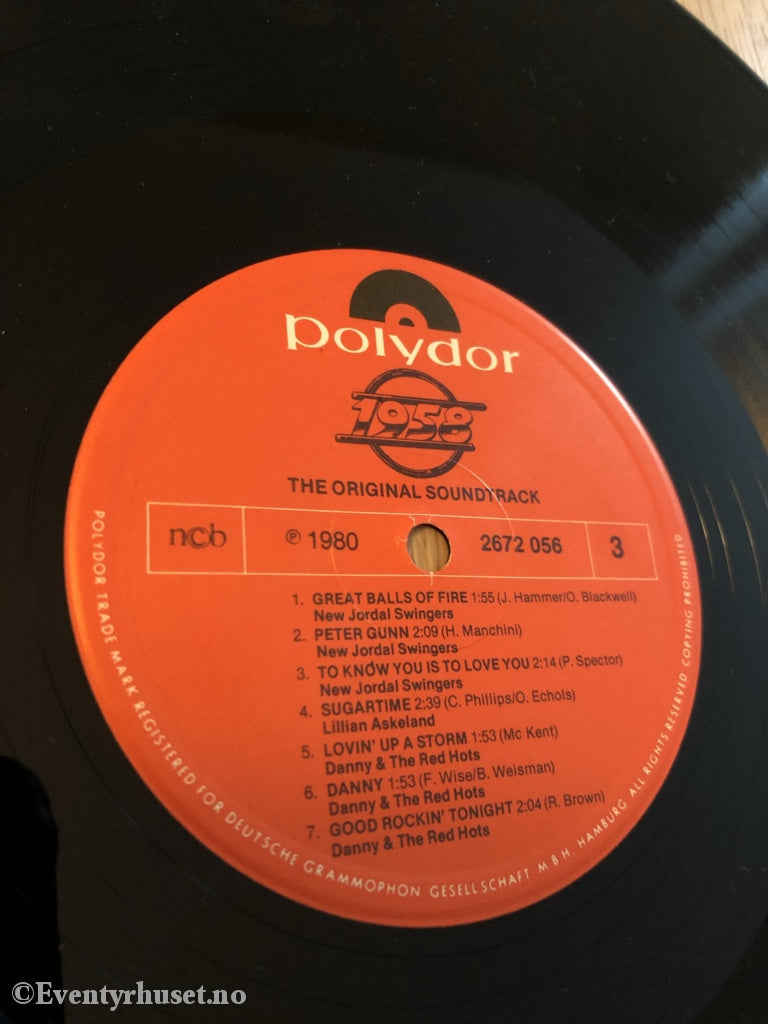 polydor
1958
THE ORIGINAL SOUNDTRACK
ncb
℗ 1980
2672 056
3
1. GREAT BALLS OF FIRE 1:55 (J. Hammer/O. Blackwell)
New Jordal Swingers
2. PETER GUNN 2:09 (H. Manchini)
New Jordal Swingers
3. TO KNOW YOU IS TO LOVE YOU 2:14 (P. Spector)
New Jordal Swingers
4. SUGARTIME 2:39 (C. Phillips/O. Echols)
Lillian Askeland
5. LOVIN' UP A STORM 1:53 (Mc Kent)
Danny & The Red Hots
6. DANNY 1:53 (F. Wise/B. Weisman)
Danny & The Red Hots
7. GOOD ROCKIN' TONIGHT 2:04 (R. Brown)
Danny & The Red Hots
POLYDOR TRADE MARK REGISTERED FOR DEUTSCHE GRAMMOPHON GESELLSCHAFT M B H. HAMBURG ALL RIGHTS RESERVED COPYING PROHIBITED
©Eventyrhuset.no